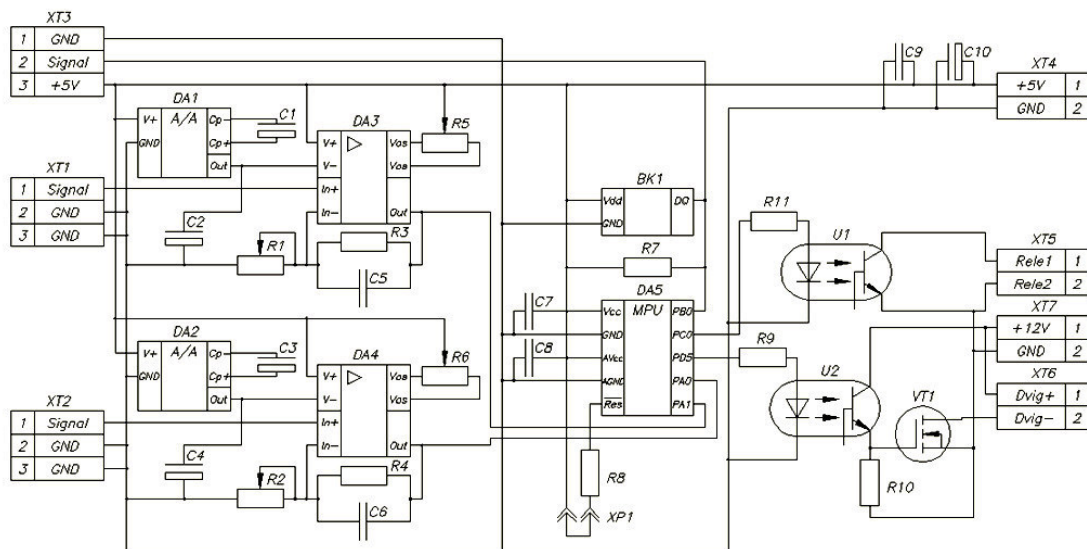 XT3
1 GND
2 Signal
3 +5V
DA1
V+ A/A Cp-
GND Cp+
Out
C1
DA3
V+ Vos
V- Vos
In+
In- Out
R5
XT1
1 Signal
2 GND
3 GND
C2
R1
R3
C5
DA2
V+ A/A Cp-
GND Cp+
Out
C3
DA4
V+ Vos
V- Vos
In+
In- Out
R6
XT2
1 Signal
2 GND
3 GND
C4
R2
R4
C6
C9
C10
XT4
+5V 1
GND 2
BK1
Vdd DQ
GND
R7
R11
U1
XT5
Rele1 1
Rele2 2
DA5
C7
C8
Vcc MPU PB0
GND PC0
AVcc PD5
AGND PA0
Res PA1
R9
U2
XT7
+12V 1
GND 2
XT6
Dvig+ 1
Dvig- 2
VT1
R8
XP1
R10